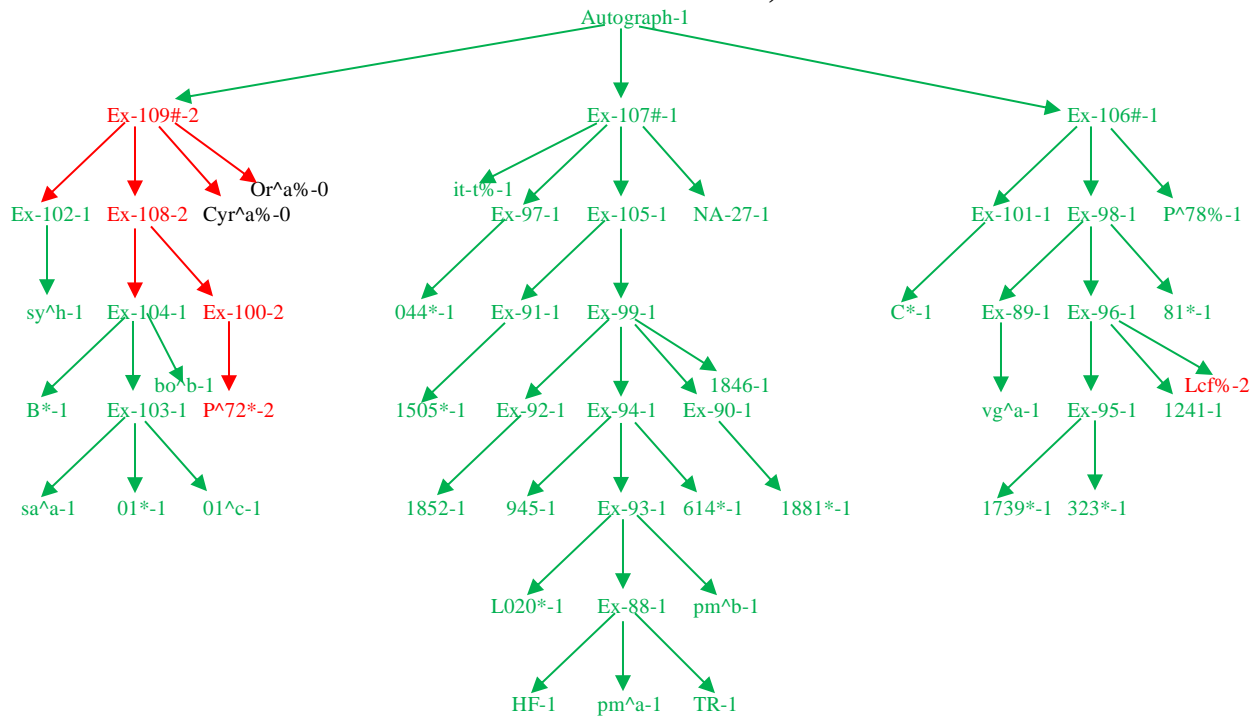 Autograph-1
Ex-109#-2 Ex-107#-1 Ex-106#-1
Or^a%-0 it-t%-1
Ex-102-1 Ex-108-2 Cyr^a%-0 Ex-97-1 Ex-105-1 NA-27-1 Ex-101-1 Ex-98-1 P^78%-1
sy^h-1 Ex-104-1 Ex-100-2 044*-1 Ex-91-1 Ex-99-1 C*-1 Ex-89-1 Ex-96-1 81*-1
bo^b-1 1846-1 Lcf%-2
B*-1 Ex-103-1 P^72*-2 1505*-1 Ex-92-1 Ex-94-1 Ex-90-1 vg^a-1 Ex-95-1 1241-1
sa^a-1 01*-1 01^c-1 1852-1 945-1 Ex-93-1 614*-1 1881*-1 1739*-1 323*-1
L020*-1 Ex-88-1 pm^b-1
HF-1 pm^a-1 TR-1